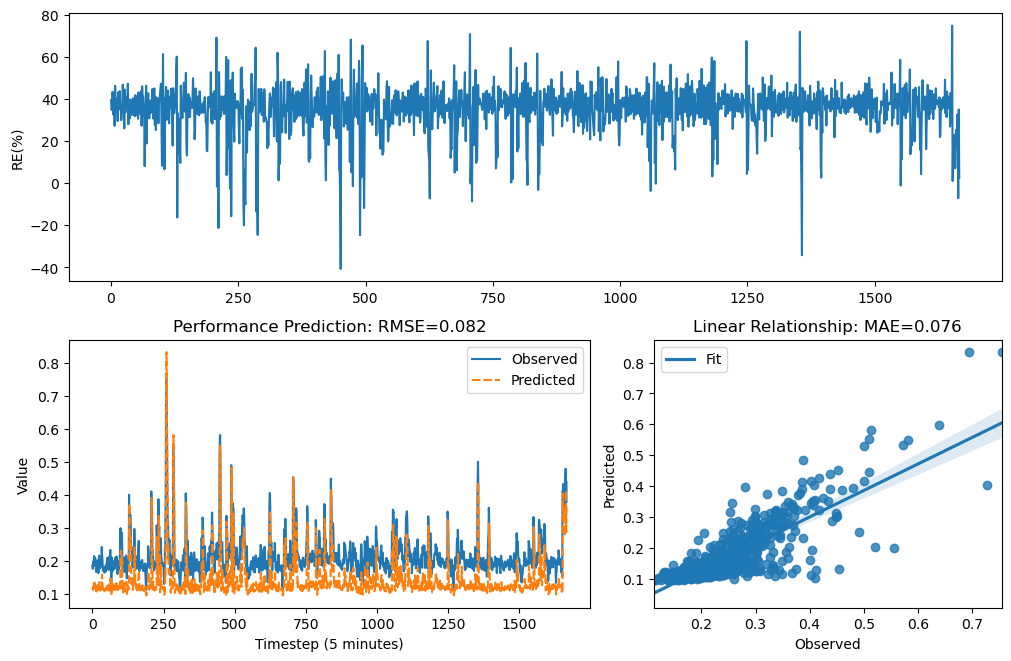 RE(%)
80
60
40
20
0
−20
−40
0 250 500 750 1000 1250 1500
Performance Prediction: RMSE=0.082
Value
0.8
0.7
0.6
0.5
0.4
0.3
0.2
0.1
Observed
Predicted
0 250 500 750 1000 1250 1500
Timestep (5 minutes)
Linear Relationship: MAE=0.076
Predicted
0.8
0.7
0.6
0.5
0.4
0.3
0.2
0.1
Fit
0.2 0.3 0.4 0.5 0.6 0.7
Observed